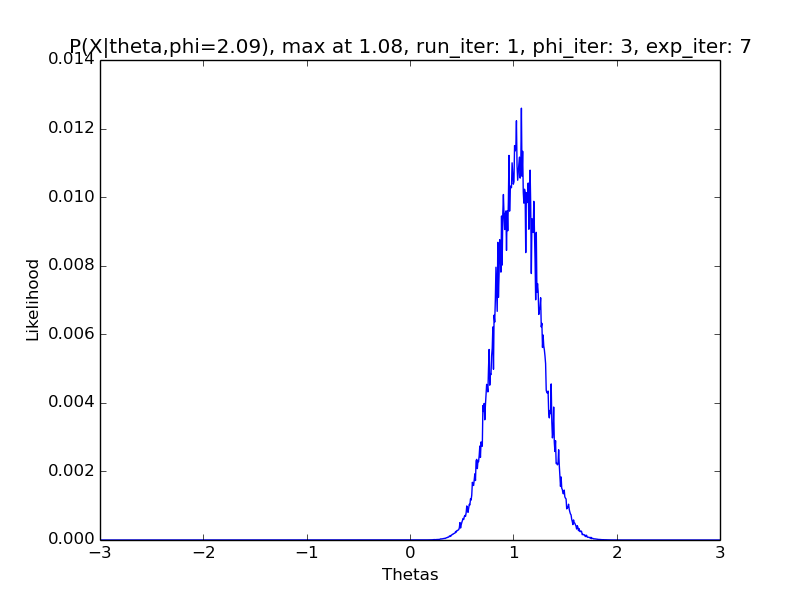 P(X|theta,phi=2.09), max at 1.08, run_iter: 1, phi_iter: 3, exp_iter: 7
0.014
0.012
0.010
0.008
0.006
0.004
0.002
0.000
Likelihood
−3 −2 −1 0 1 2 3
Thetas